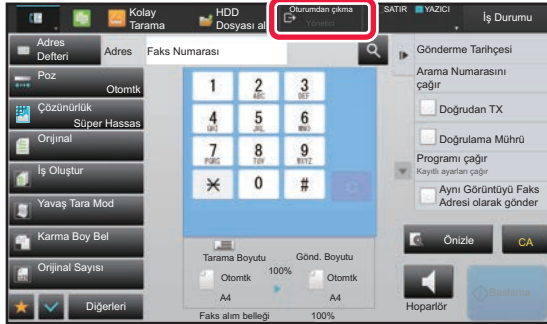 Kolay
Tarama
HDD
Dosyası al
Oturumdan çıkma
Yönetici
SATIR
YAZICI
İş Durumu
Adres
Defteri
Adres
Faks Numarası
Gönderme Tarihçesi
Poz
Otomtk
Arama Numarasını
çağır
Çözünürlük
Süper Hassas
Doğrudan TX
Orijinal
Doğrulama Mührü
İş Oluştur
Programı çağır
Kayıtlı ayarları çağır
Yavaş Tara Mod
Aynı Görüntüyü Faks
Adresi olarak gönder
Karma Boy Bel
Orijinal Sayısı
Diğerleri
1
2 ABC
3 DEF
4 GHI
5 JKL
6 MNO
7 PQRS
8 TUV
9 WXYZ
0
#
C
Tarama Boyutu
Gönd. Boyutu
100%
Otomtk
Otomtk
A4
A4
Faks alım belleği
100%
Önizle
CA
Hoparlör
Başlatma